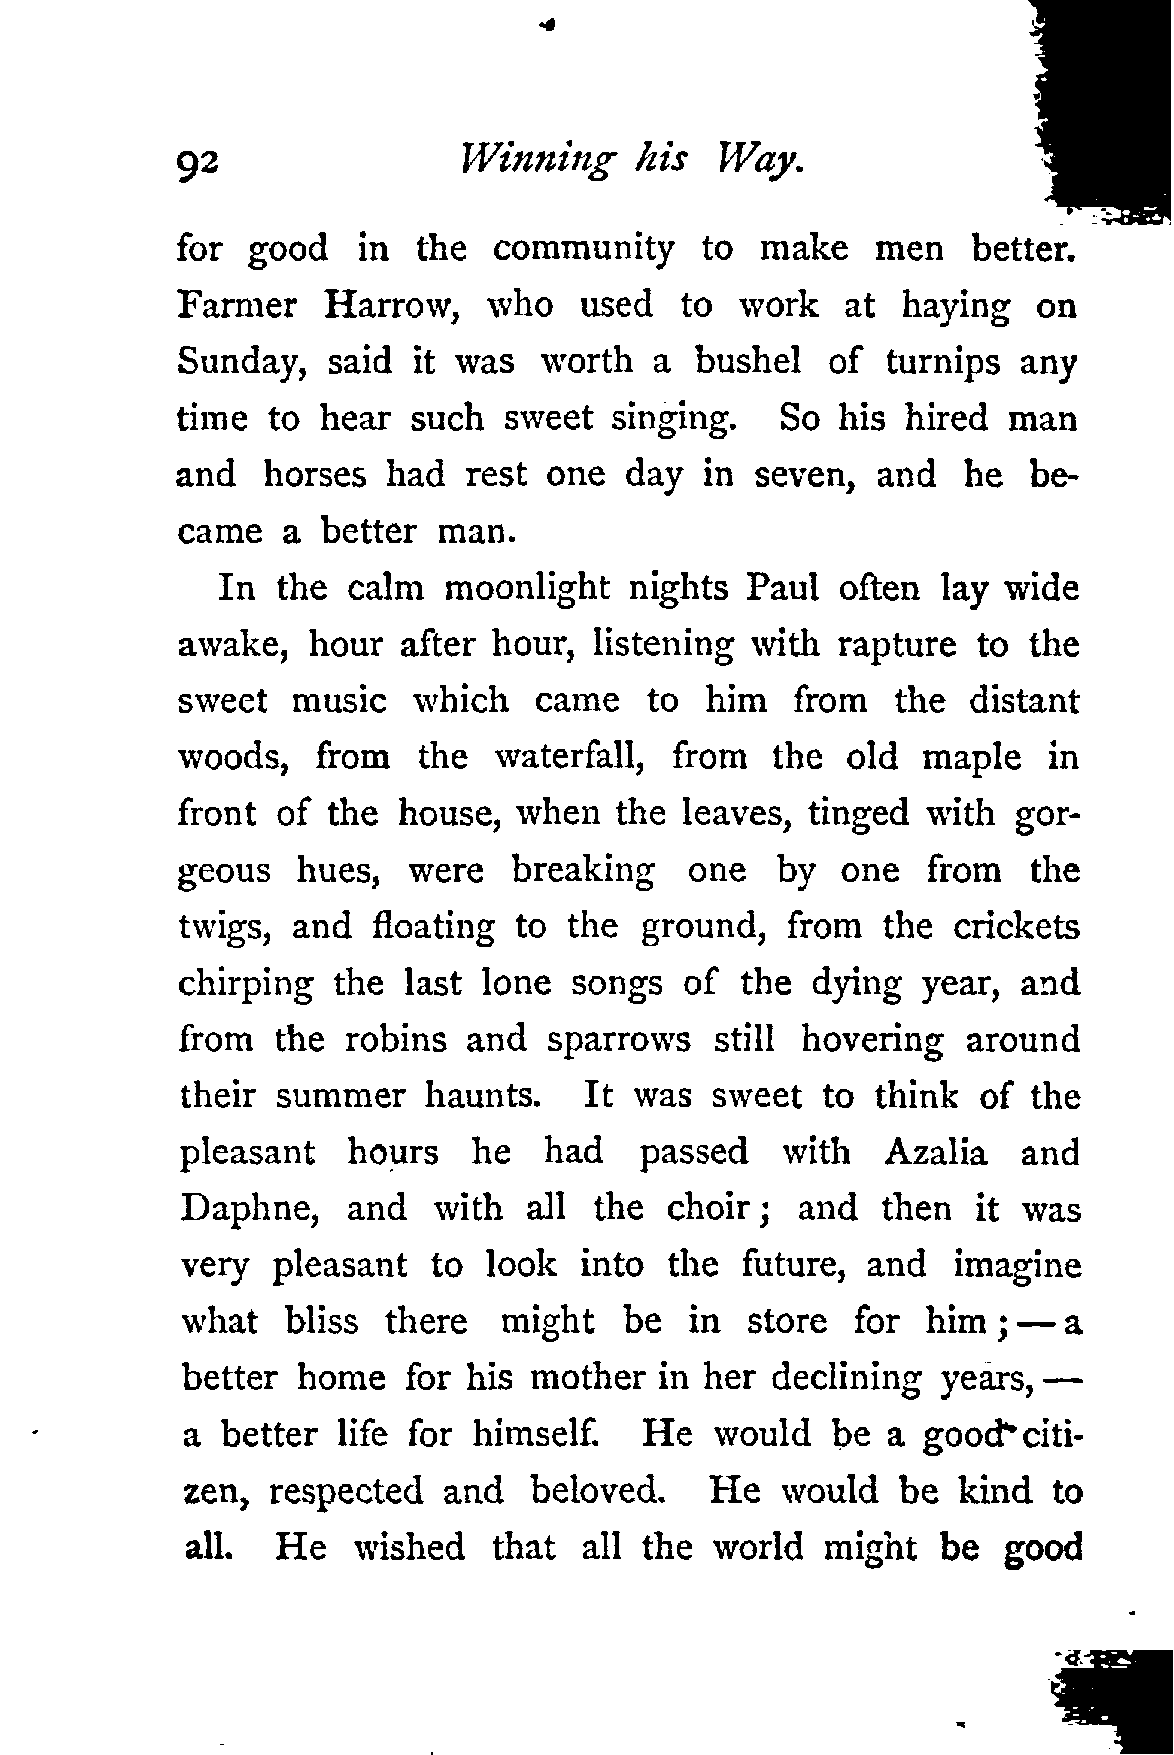 92 Winning his Way.
for good in the community to make men better.
Farmer Harrow, who used to work at haying on
Sunday, said it was worth a bushel of turnips any
time to hear such sweet singing. So his hired man
and horses had rest one day in seven, and he be-
came a better man.
In the calm moonlight nights Paul often lay wide
awake, hour after hour, listening with rapture to the
sweet music which came to him from the distant
woods, from the waterfall, from the old maple in
front of the house, when the leaves, tinged with gor-
geous hues, were breaking one by one from the
twigs, and floating to the ground, from the crickets
chirping the last lone songs of the dying year, and
from the robins and sparrows still hovering around
their summer haunts. It was sweet to think of the
pleasant hours he had passed with Azalia and
Daphne, and with all the choir; and then it was
very pleasant to look into the future, and imagine
what bliss there might be in store for him;—a
better home for his mother in her declining years,—
a better life for himself. He would be a good citi-
zen, respected and beloved. He would be kind to
all. He wished that all the world might be good